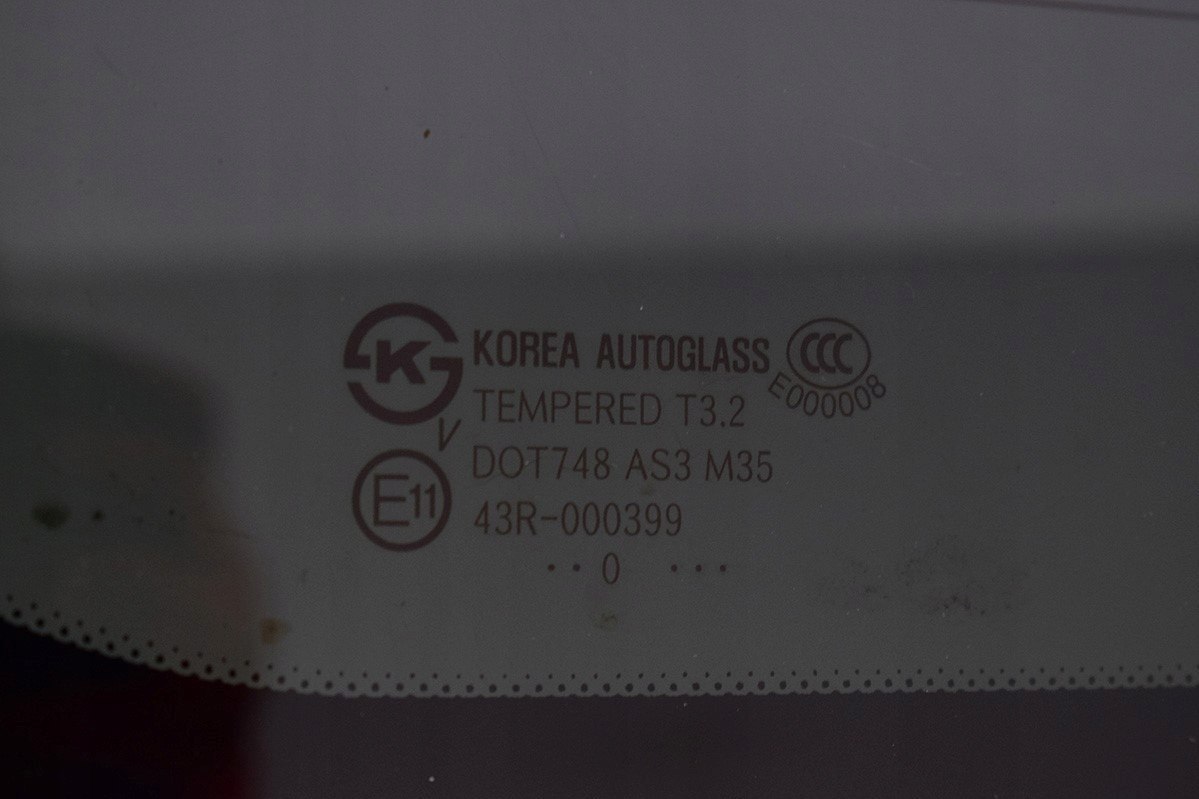 K
KOREA AUTOGLASS
CCC
E000008
TEMPERED T3.2
V
DOT748 AS3 M35
E11
43R-000399
·· 0 ···